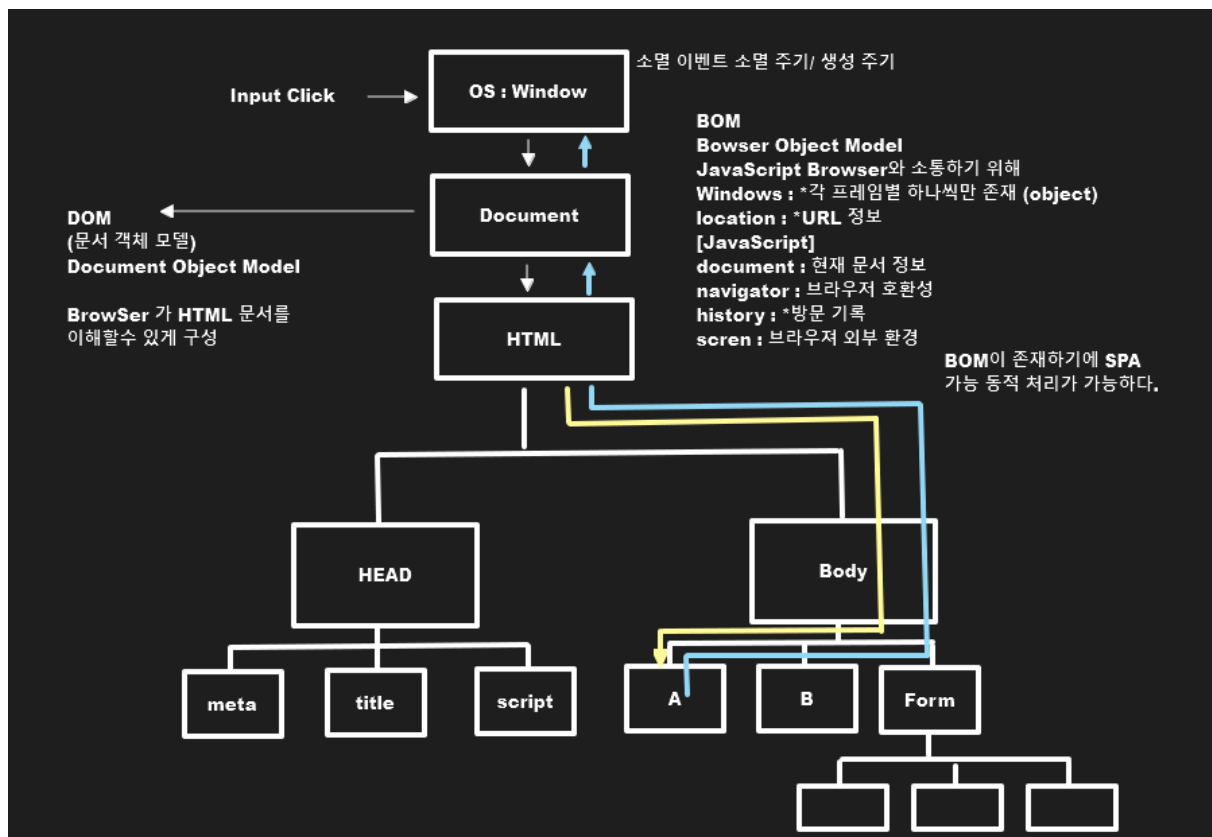 소멸 이벤트 소멸 주기/ 생성 주기
OS : Window
Input Click
BOM
Bowser Object Model
JavaScript Browser와 소통하기 위해
Windows : *각 프레임별 하나씩만 존재 (object)
location : *URL 정보
[JavaScript]
document : 현재 문서 정보
navigator : 브라우저 호환성
history : *방문 기록
scren : 브라우져 외부 환경
Document
DOM
(문서 객체 모델)
Document Object Model
BrowSer 가 HTML 문서를
이해할수 있게 구성
HTML
BOM이 존재하기에 SPA
가능 동적 처리가 가능하다.
HEAD
Body
meta
title
script
A
B
Form